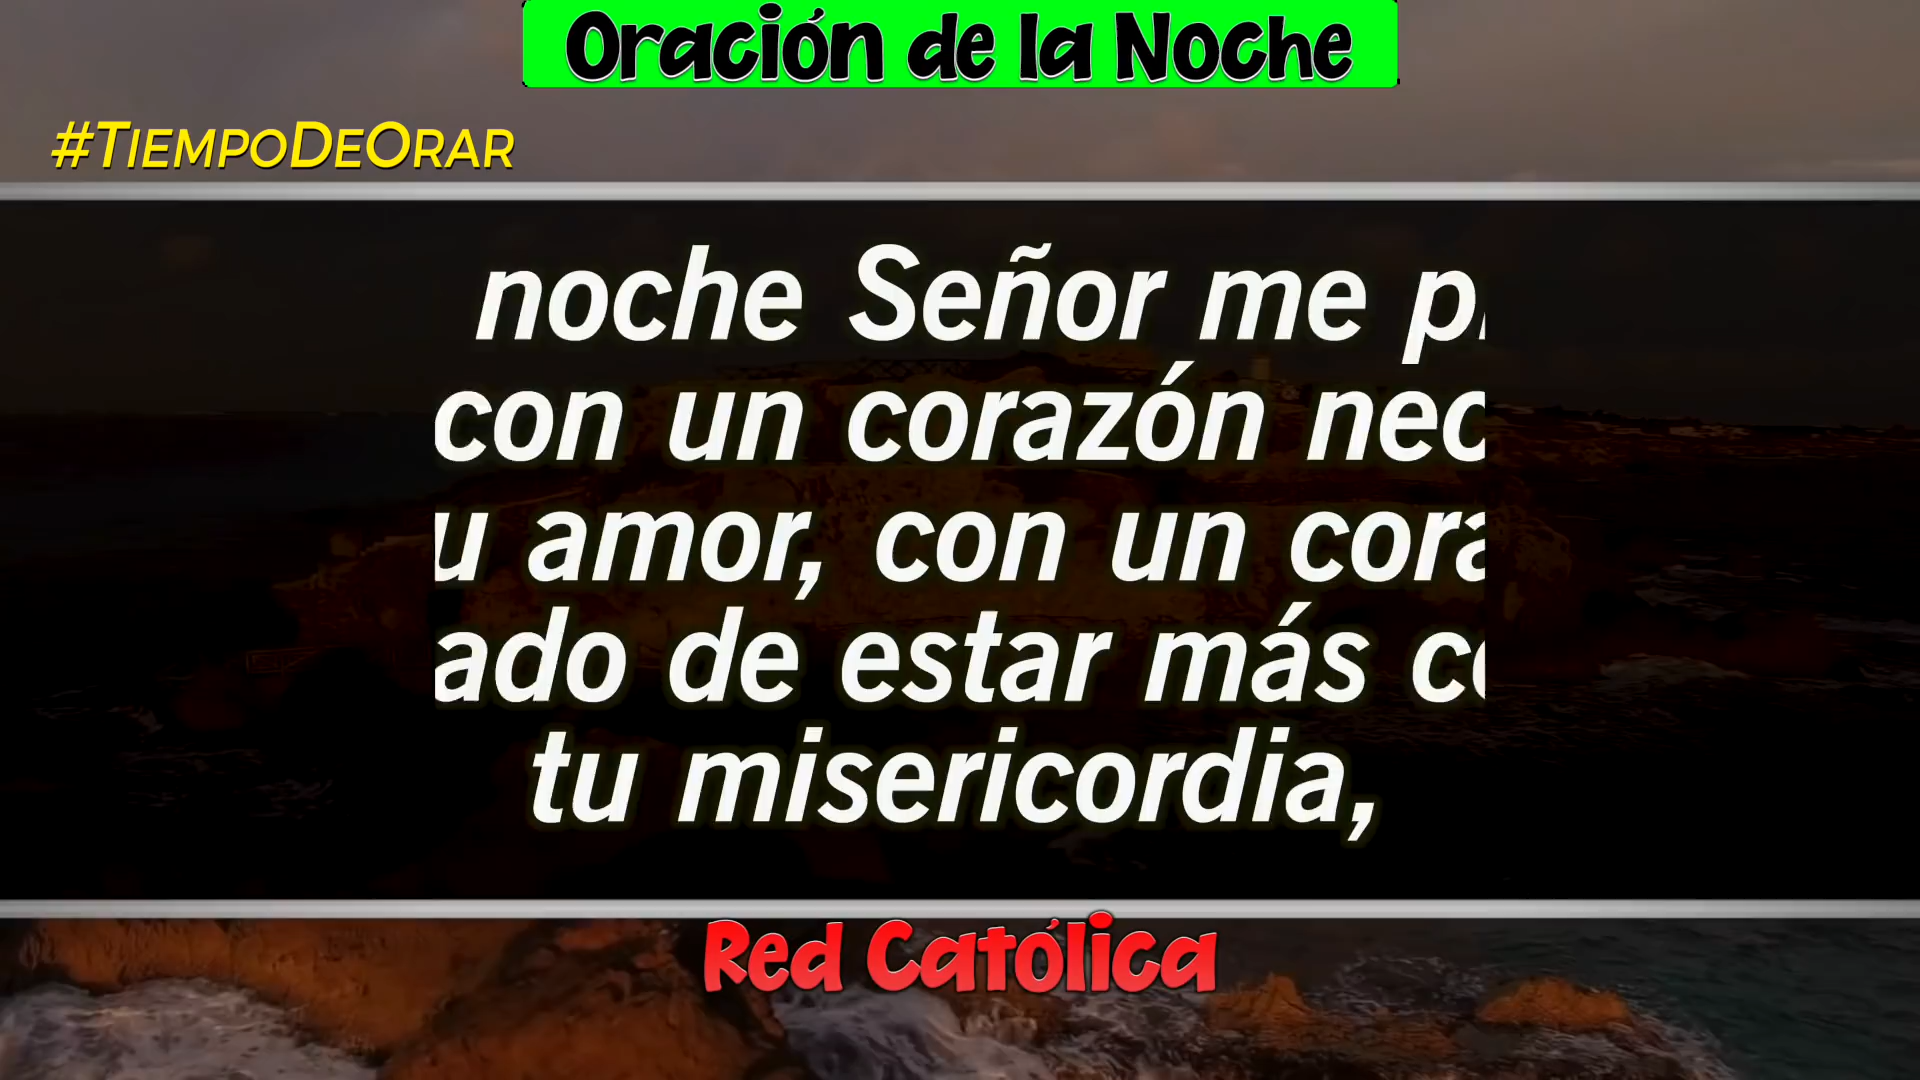 Oración de la Noche
#TiempoDeOrar
noche Señor me
con un corazón
amor, con un
de estar más
tu misericordia,
Red Católica